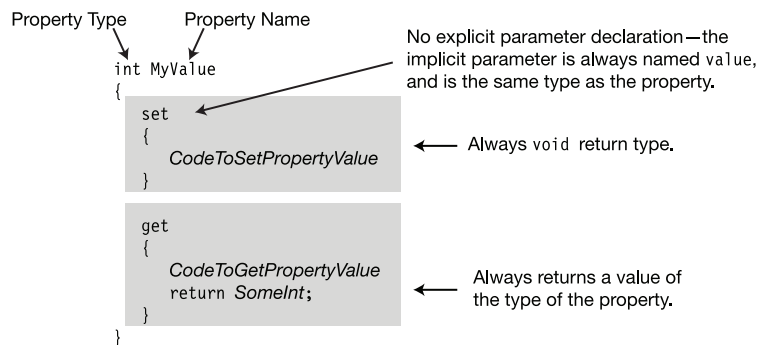 Property Type Property Name
int MyValue
{
set
{
CodeToSetPropertyValue
}
get
{
CodeToGetPropertyValue
return SomeInt;
}
}
No explicit parameter declaration—the
implicit parameter is always named value,
and is the same type as the property.
Always void return type.
Always returns a value of
the type of the property.